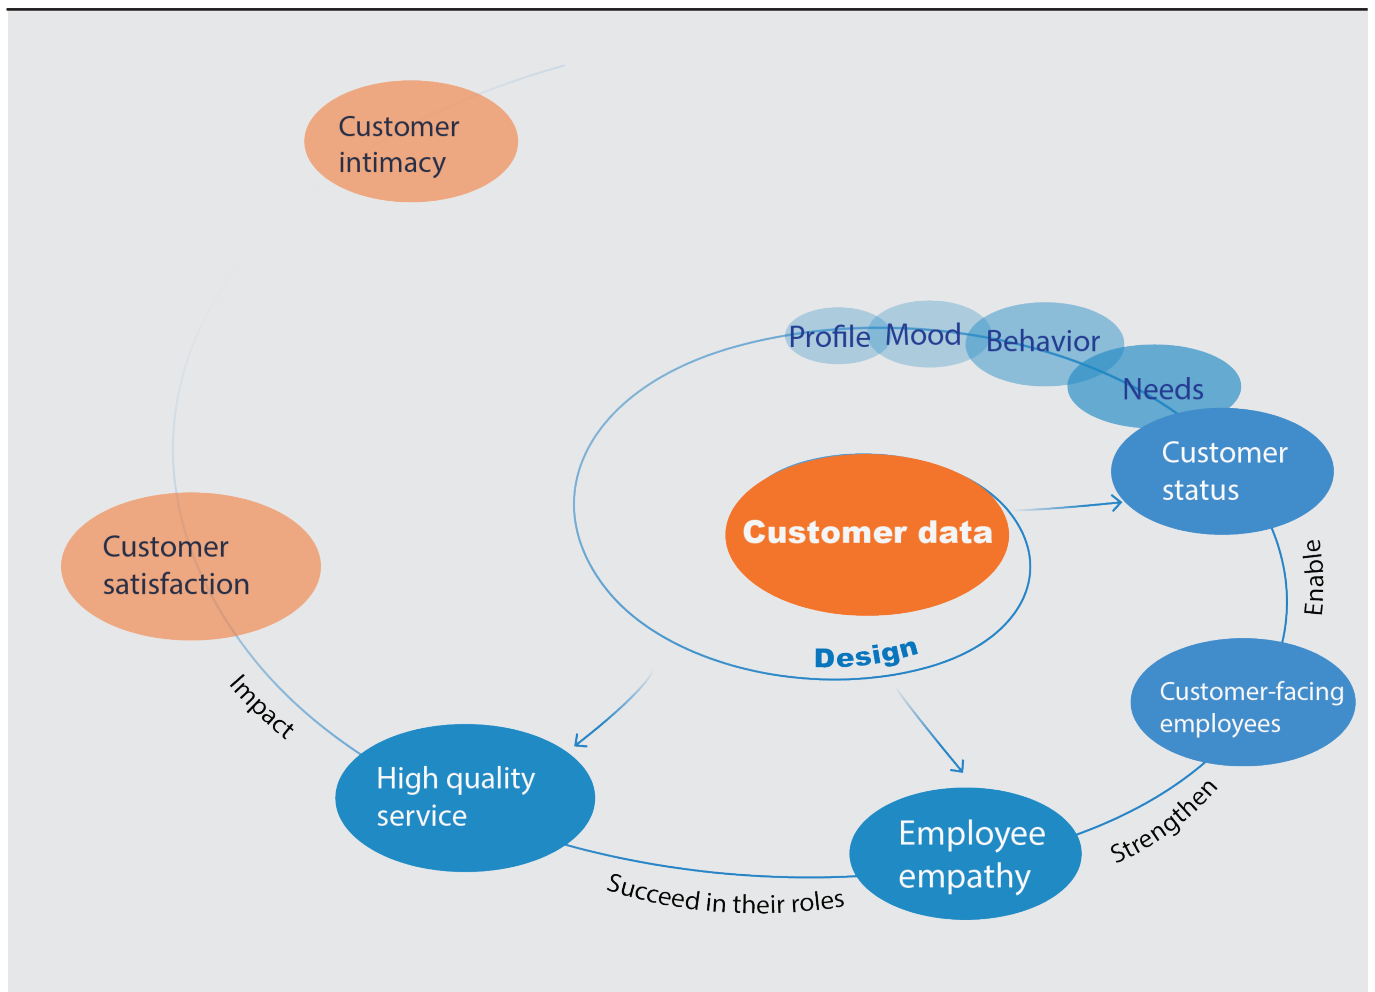 Customer
intimacy
Profile
Mood
Behavior
Needs
Customer
status
Customer data
Enable
Customer
satisfaction
Design
Customer-facing
employees
Impact
High quality
service
Strengthen
Employee
empathy
Succeed in their roles